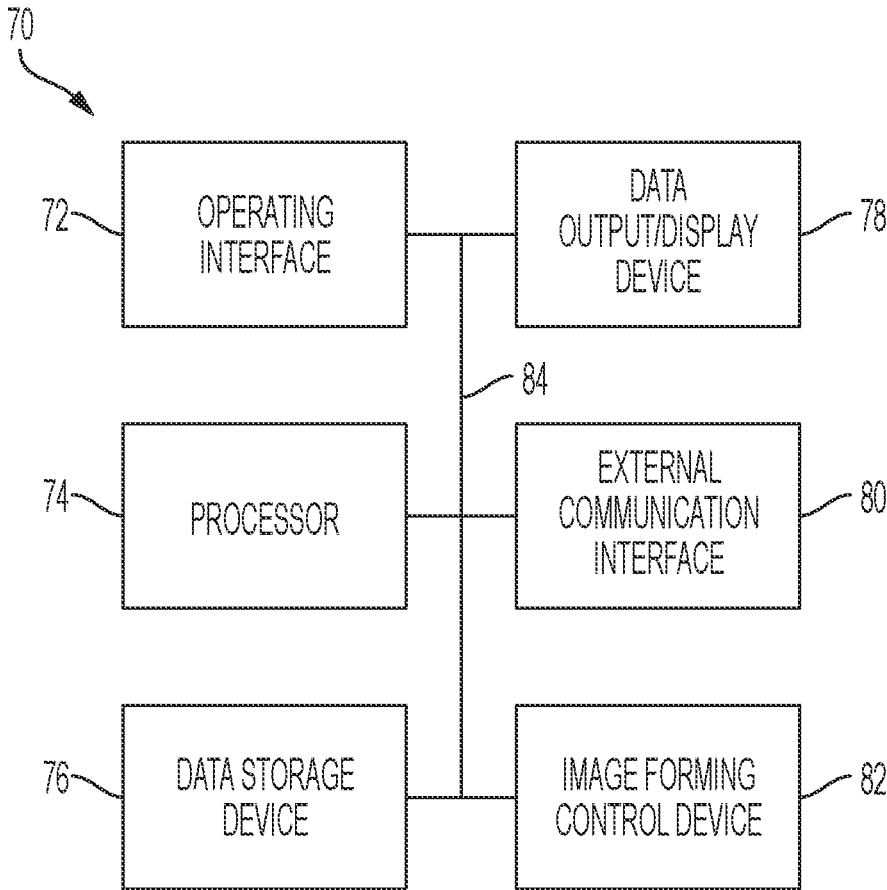 70
72
OPERATING
INTERFACE
DATA
OUTPUT/DISPLAY
DEVICE
78
84
74
PROCESSOR
EXTERNAL
COMMUNICATION
INTERFACE
80
76
DATA STORAGE
DEVICE
IMAGE FORMING
CONTROL DEVICE
82